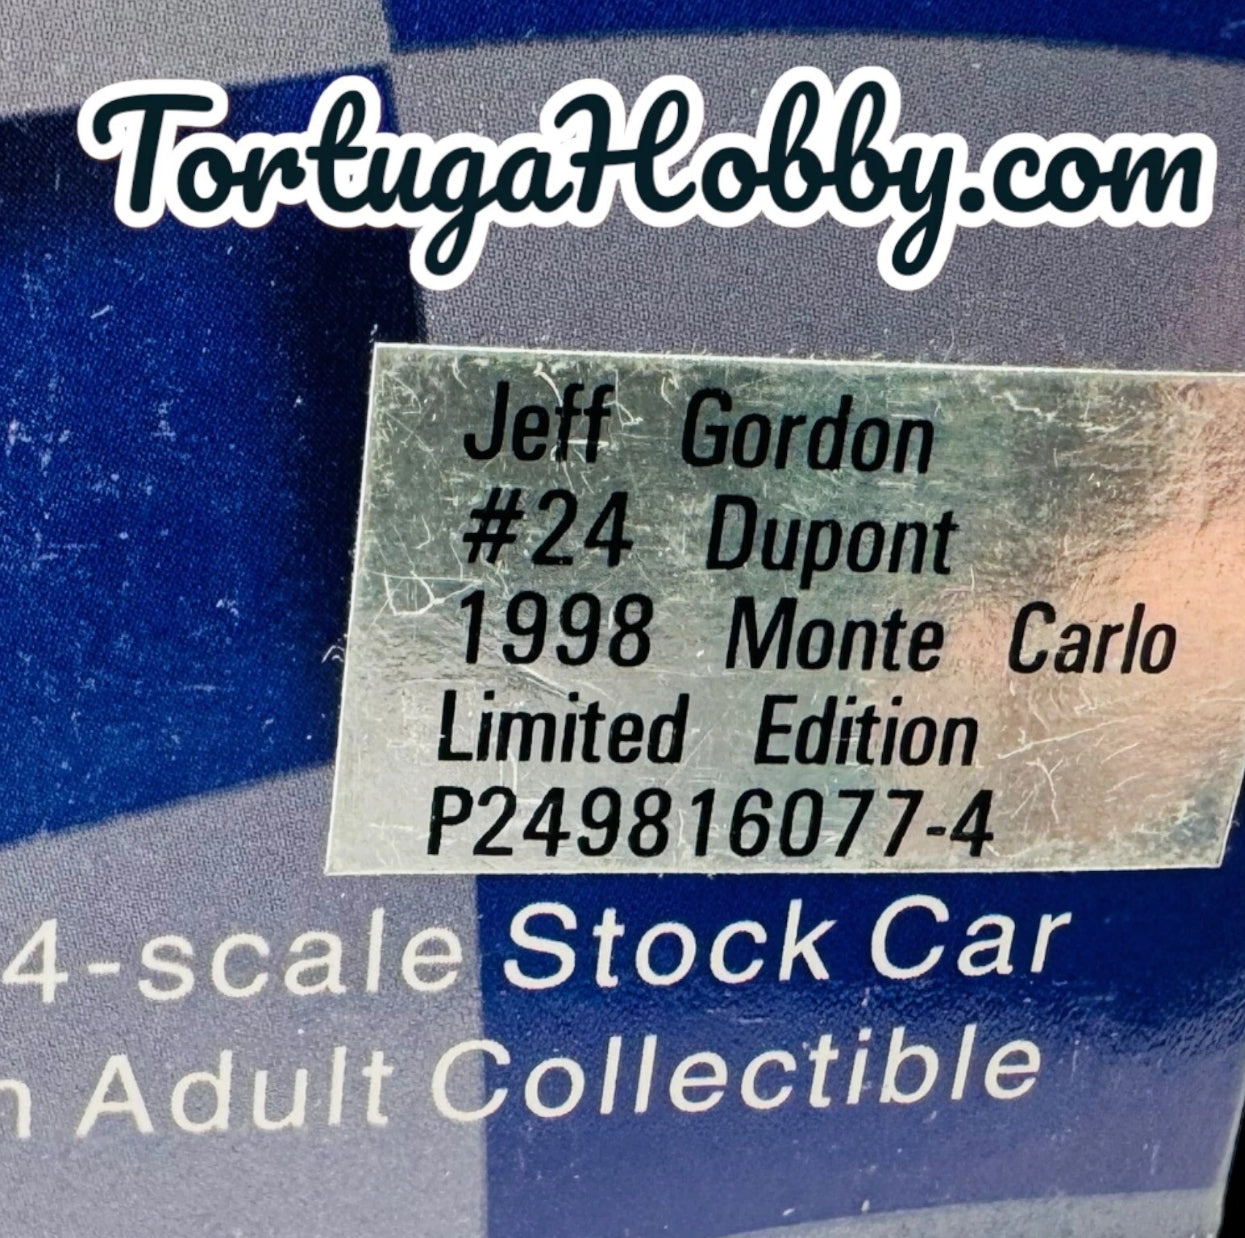 TortugaHobby.com
Jeff Gordon
#24 Dupont
1998 Monte Carlo
Limited Edition
P249816077-4
4-scale Stock Car
Adult Collectible